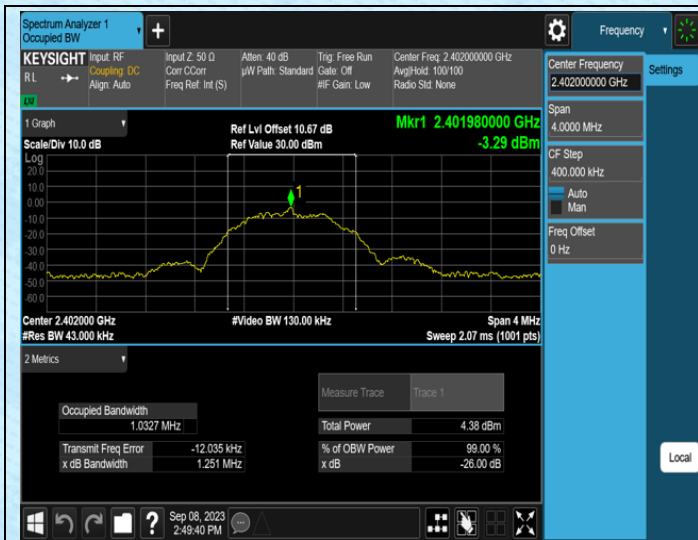 Spectrum Analyzer 1
Occupied BW
Frequency
KEYSIGHT
R L
LXI
Input: RF
Coupling: DC
Align: Auto
Input Z: 50 Ω
Corr CCorr
Freq Ref: Int (S)
Atten: 40 dB
µW Path: Standard
Trig: Free Run
Gate: Off
#IF Gain: Low
Center Freq: 2.402000000 GHz
Avg|Hold: 100/100
Radio Std: None
Center Frequency
2.402000000 GHz
Settings
Span
4.0000 MHz
CF Step
400.000 kHz
Auto
Man
Freq Offset
0 Hz
Local
1 Graph
Scale/Div 10.0 dB
Ref Lvl Offset 10.67 dB
Ref Value 30.00 dBm
Mkr1 2.401980000 GHz
-3.29 dBm
Log
20.0
10.0
0.00
-10.0
-20.0
-30.0
-40.0
-50.0
-60.0
1
Center 2.402000 GHz
#Video BW 130.00 kHz
Span 4 MHz
#Res BW 43.000 kHz
Sweep 2.07 ms (1001 pts)
2 Metrics
Measure Trace
Trace 1
Occupied Bandwidth
1.0327 MHz
Total Power
4.38 dBm
Transmit Freq Error
-12.035 kHz
% of OBW Power
99.00 %
x dB Bandwidth
1.251 MHz
x dB
-26.00 dB
Sep 08, 2023
2:49:40 PM